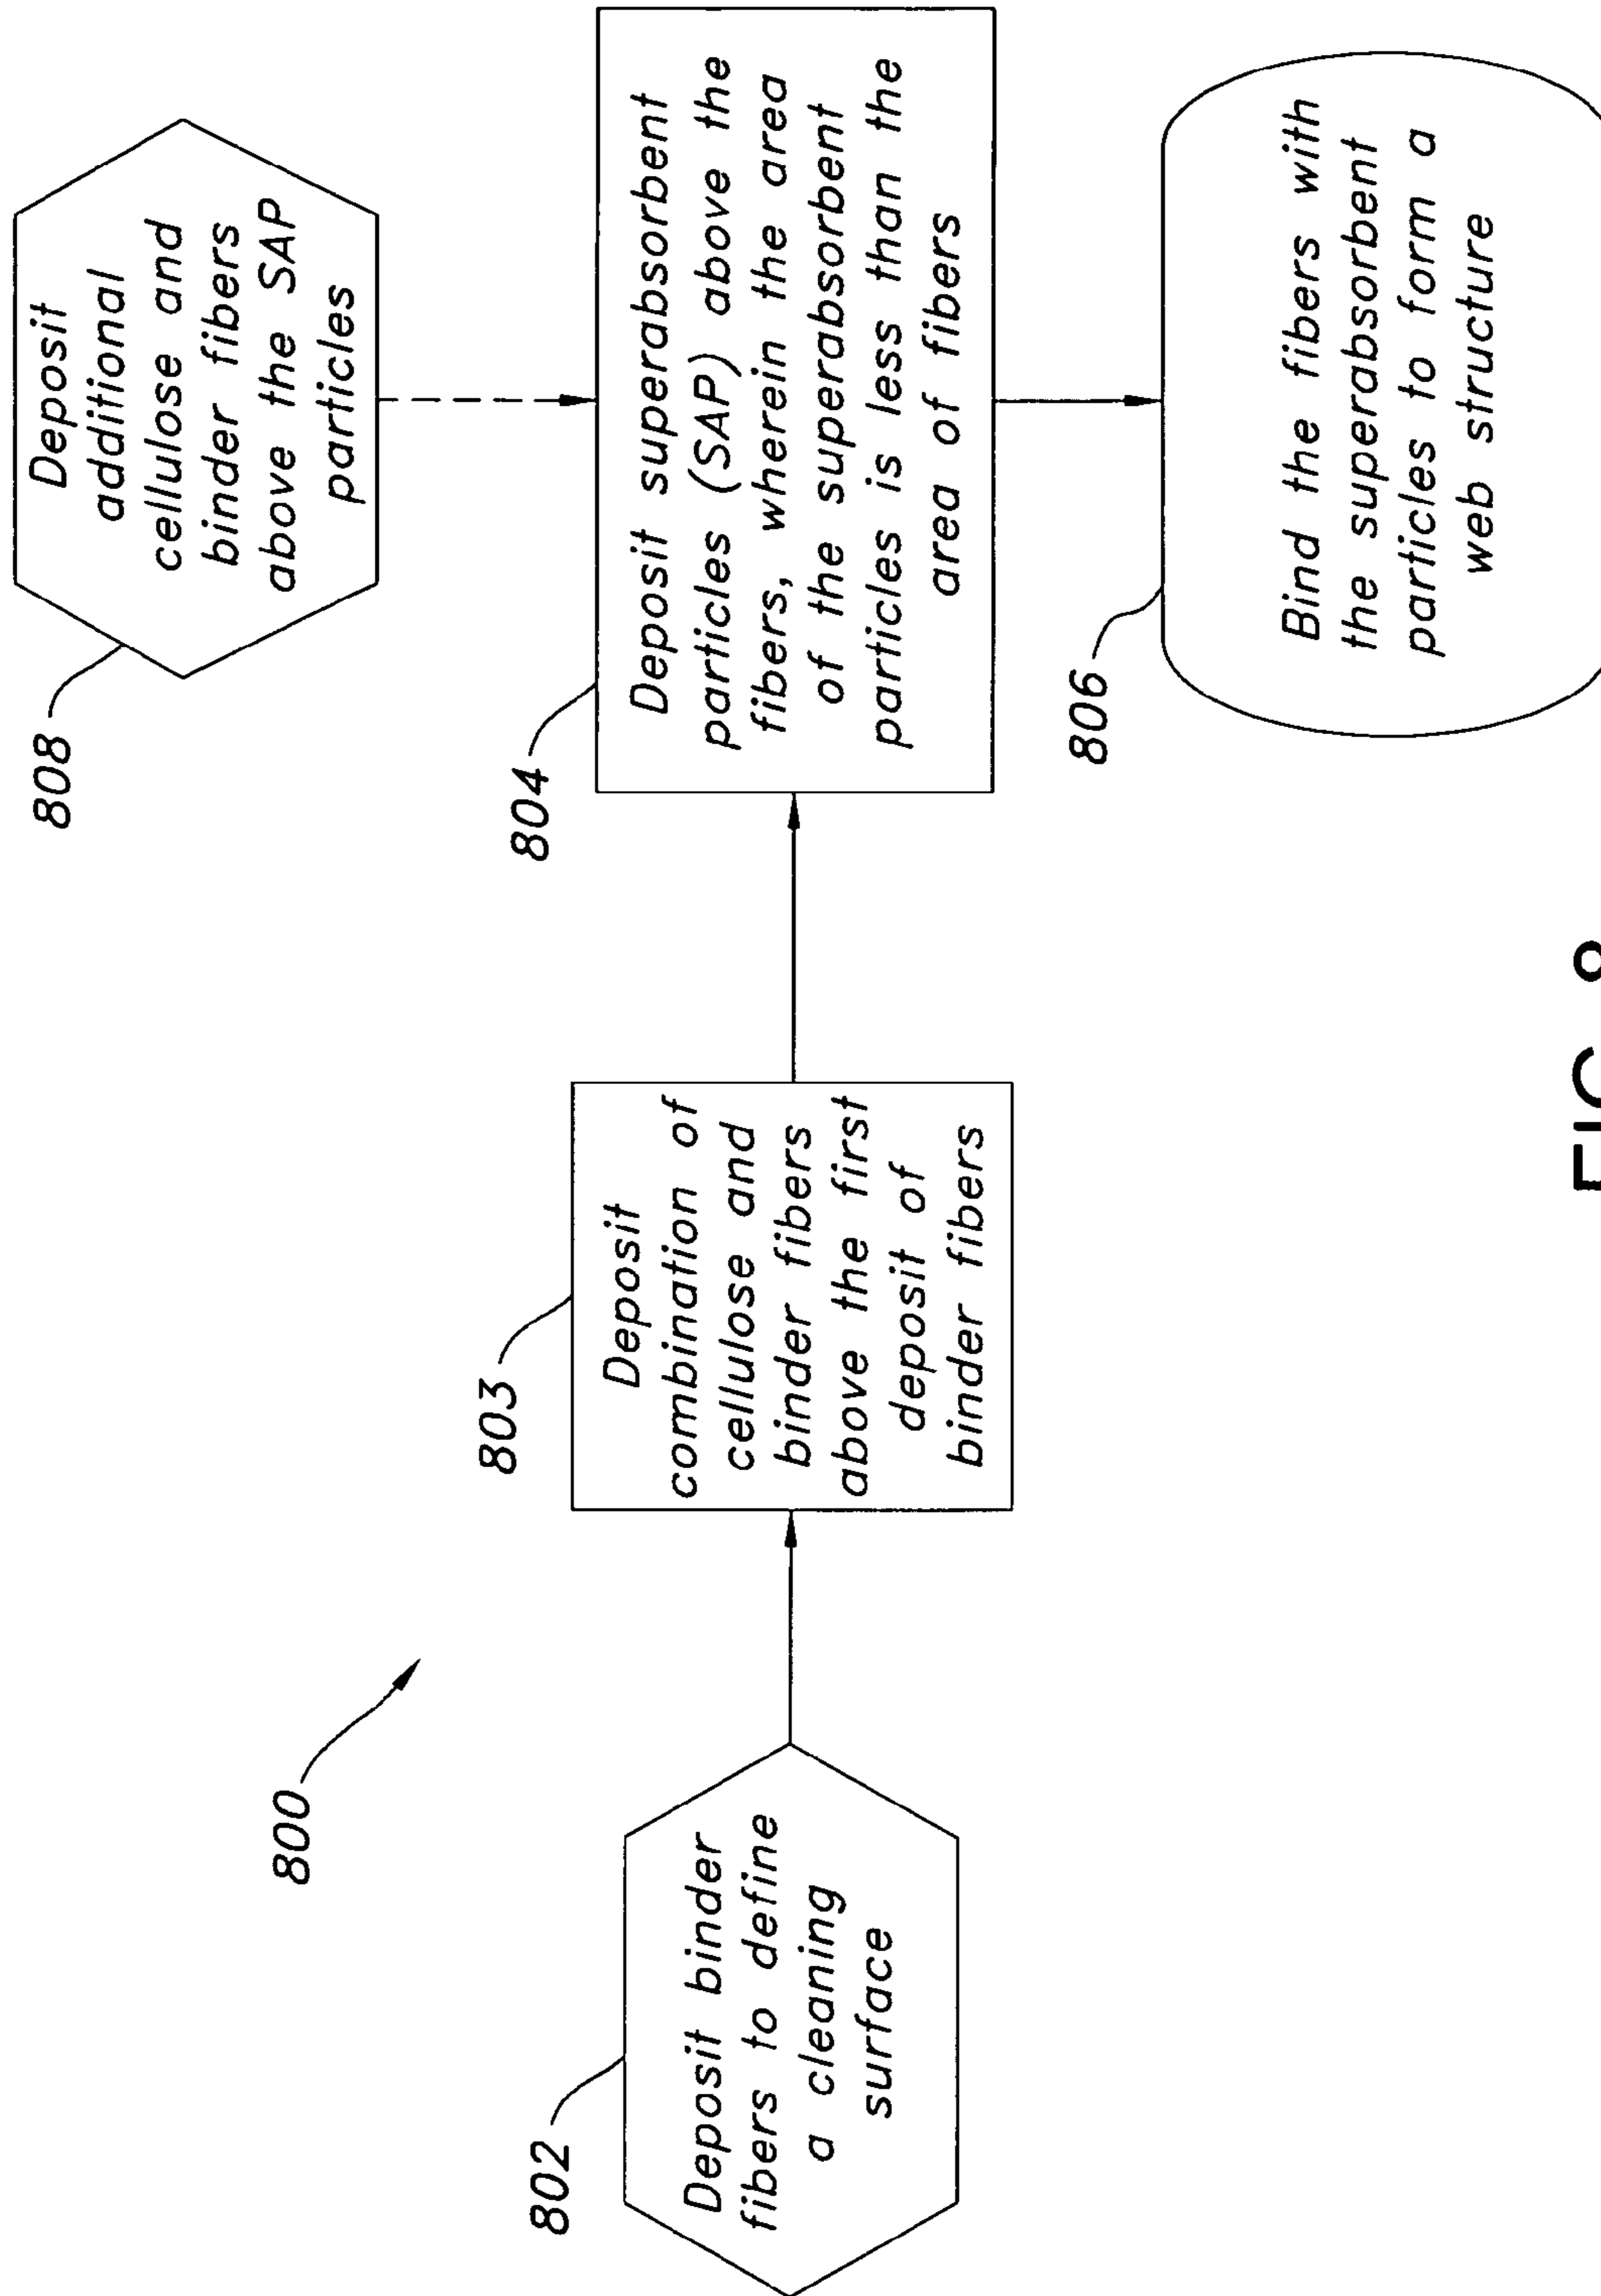 800
802
Deposit binder
fibers to define
a cleaning
surface
803
Deposit
combination of
cellulose and
binder fibers
above the first
deposit of
binder fibers
808
Deposit
additional
cellulose and
binder fibers
above the SAP
particles
804
Deposit superabsorbent
particles (SAP) above the
fibers, wherein the area
of the superabsorbent
particles is less than the
area of fibers
806
Bind the fibers with
the superabsorbent
particles to form a
web structure
FIG. 8